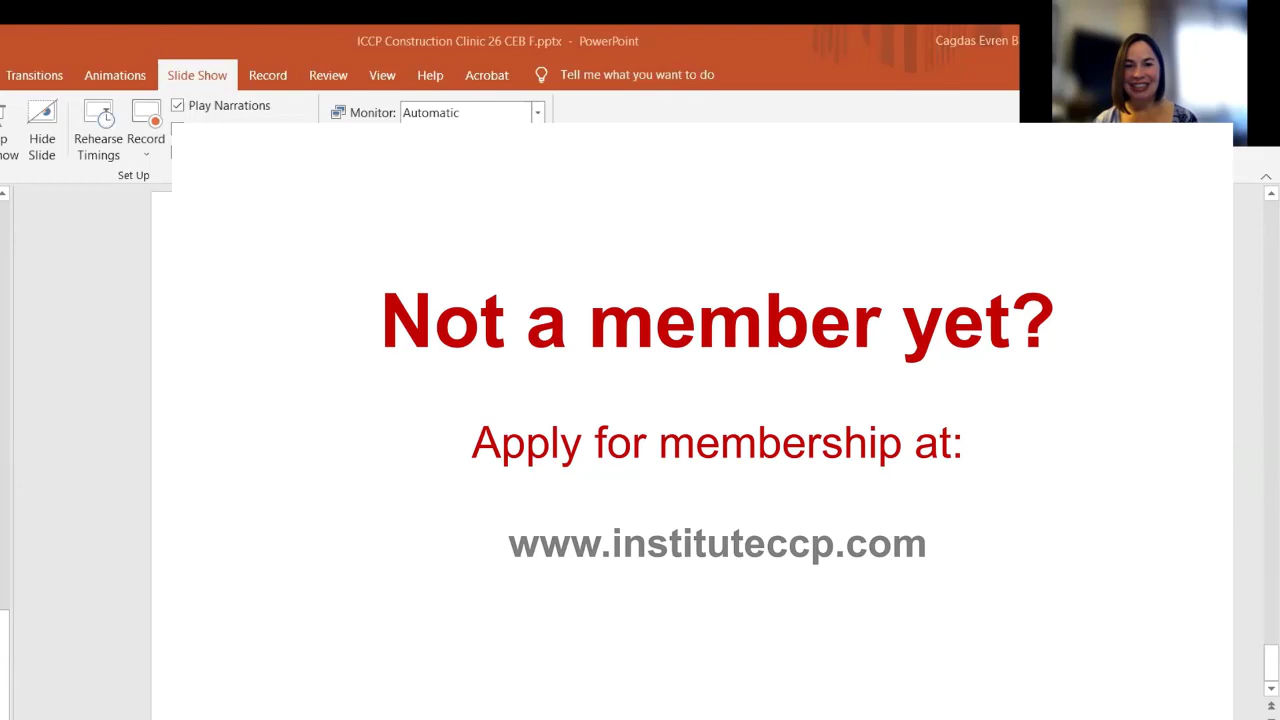 ICCP Construction Clinic 26 CEB F.pptx - PowerPoint
Cagdas Evren B
Transitions Animations Slide Show Record Review View Help Acrobat Tell me what you want to do
Play Narrations
Monitor: Automatic
Hide Slide
Rehearse Timings
Record
Set Up
Not a member yet?
Apply for membership at:
www.instituteccp.com